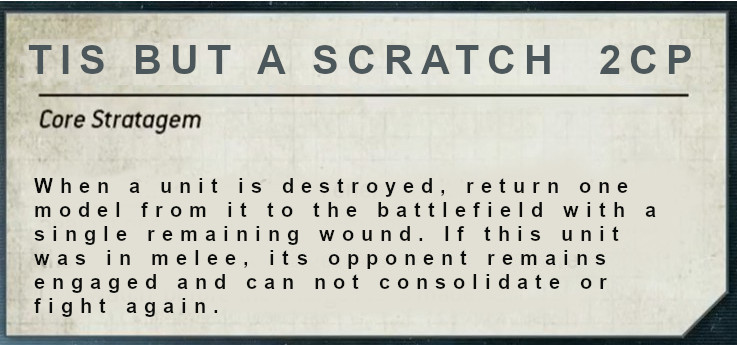 TIS BUT A SCRATCH 2CP
Core Stratagem
When a unit is destroyed, return one
model from it to the battlefield with a
single remaining wound. If this unit
was in melee, its opponent remains
engaged and can not consolidate or
fight again.